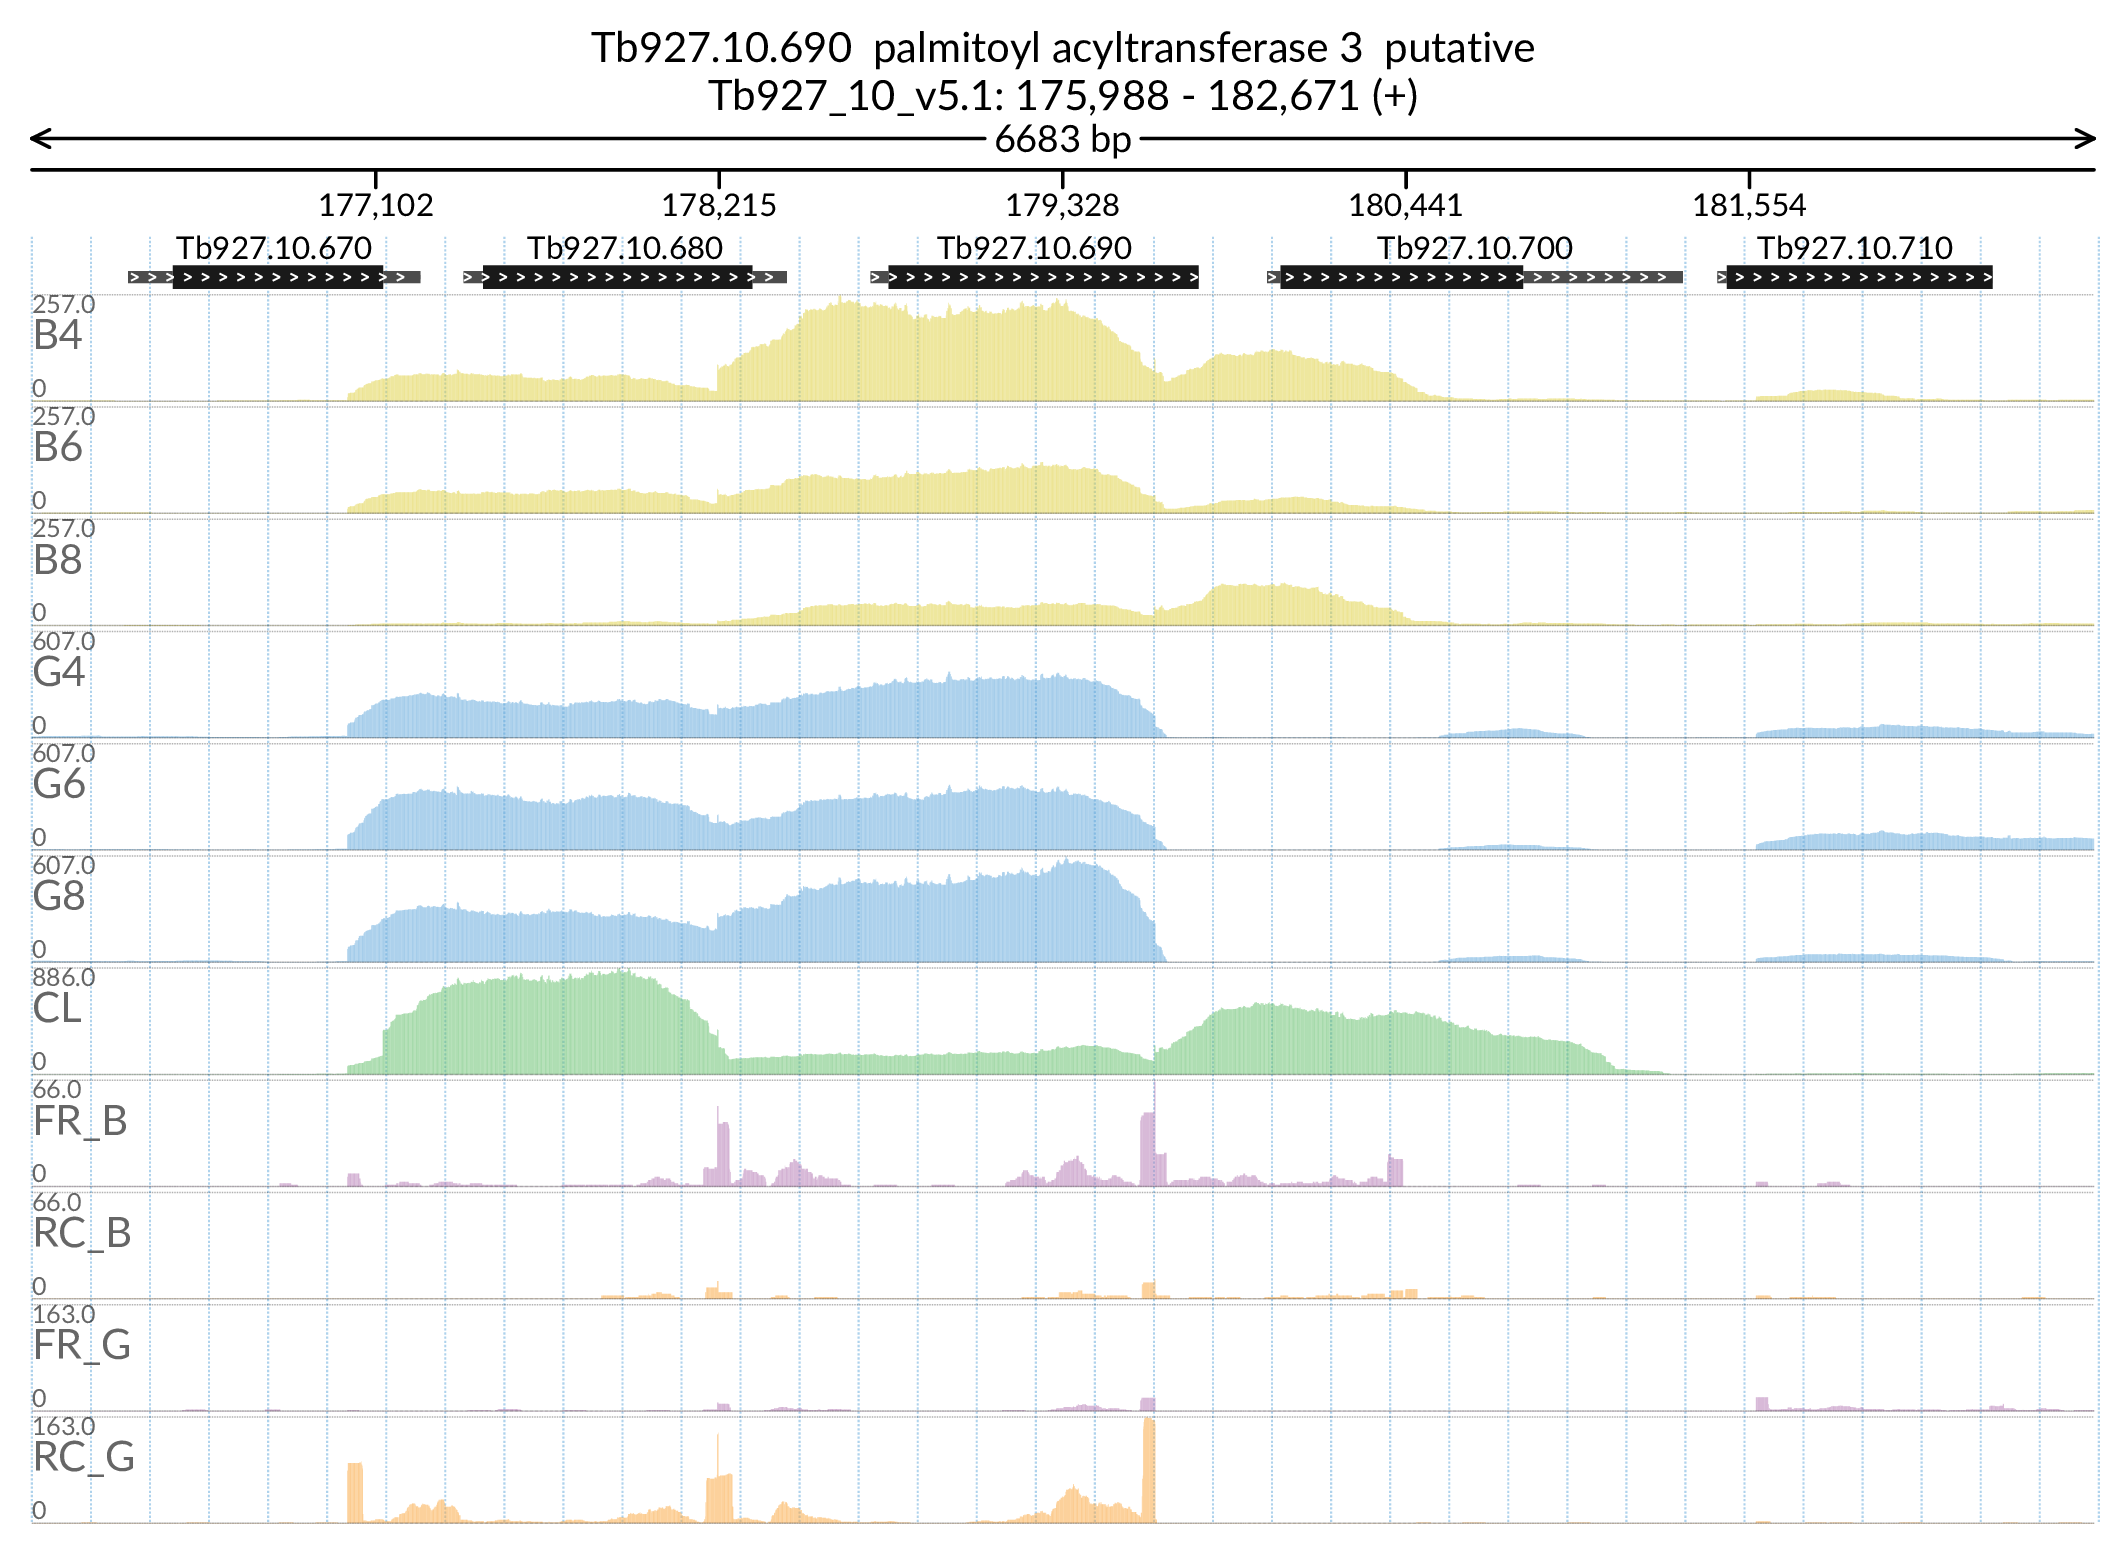 Tb927.10.690  palmitoyl acyltransferase 3  putative
Tb927_10_v5.1: 175,988 - 182,671 (+)
6683 bp
177,102 178,215 179,328 180,441 181,554
Tb927.10.670 Tb927.10.680 Tb927.10.690 Tb927.10.700 Tb927.10.710
257.0
B4
0
257.0
B6
0
257.0
B8
0
607.0
G4
0
607.0
G6
0
607.0
G8
0
886.0
CL
0
66.0
FR_B
0
66.0
RC_B
0
163.0
FR_G
0
163.0
RC_G
0